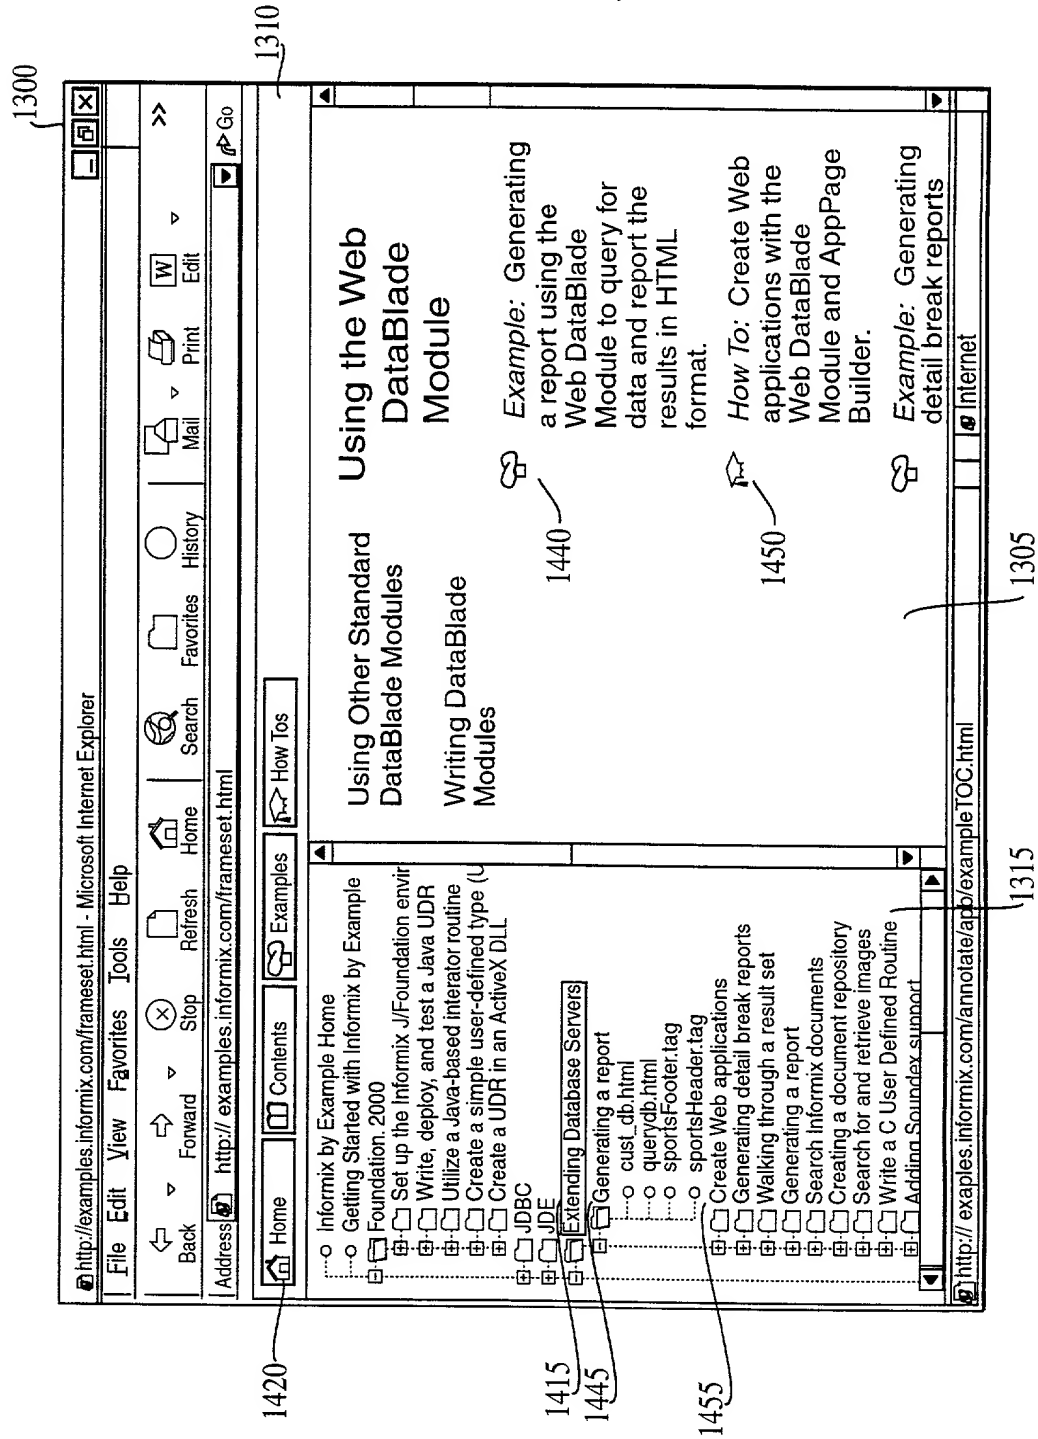 1300
http://examples.informix.com/frameset.html - Microsoft Internet Explorer
File Edit View Favorites Tools Help
Back Forward Stop Refresh Home Search Favorites History Mail Print Edit >>
W
Address http:// examples.informix.com/frameset.html Go
1310
1420
Home Contents Examples How Tos
Informix by Example Home
Getting Started with Informix by Example
Foundation.2000
Set up the Informix J/Foundation envir
Write, deploy, and test a Java UDR
Utilize a Java-based interator routine
Create a simple user-defined type (U
Create a UDR in an ActiveX DLL
JDBC
JDE
1415
Extending Database Servers
1445
Generating a report
cust_db.html
querydb.html
sportsFooter.tag
sportsHeader.tag
1455
Create Web applications
Generating detail break reports
Walking through a result set
Generating a report
Search Informix documents
Creating a document repository
Search for and retrieve images
Write a C User Defined Routine
Adding Soundex support
1315
Using Other Standard
DataBlade Modules
Writing DataBlade
Modules
Using the Web
DataBlade
Module
1440
Example: Generating
a report using the
Web DataBlade
Module to query for
data and report the
results in HTML
format.
1450
How To: Create Web
applications with the
Web DataBlade
Module and AppPage
Builder.
Example: Generating
detail break reports
1305
http:// exaples.informix.com/annotate/app/exampleTOC.html
Internet